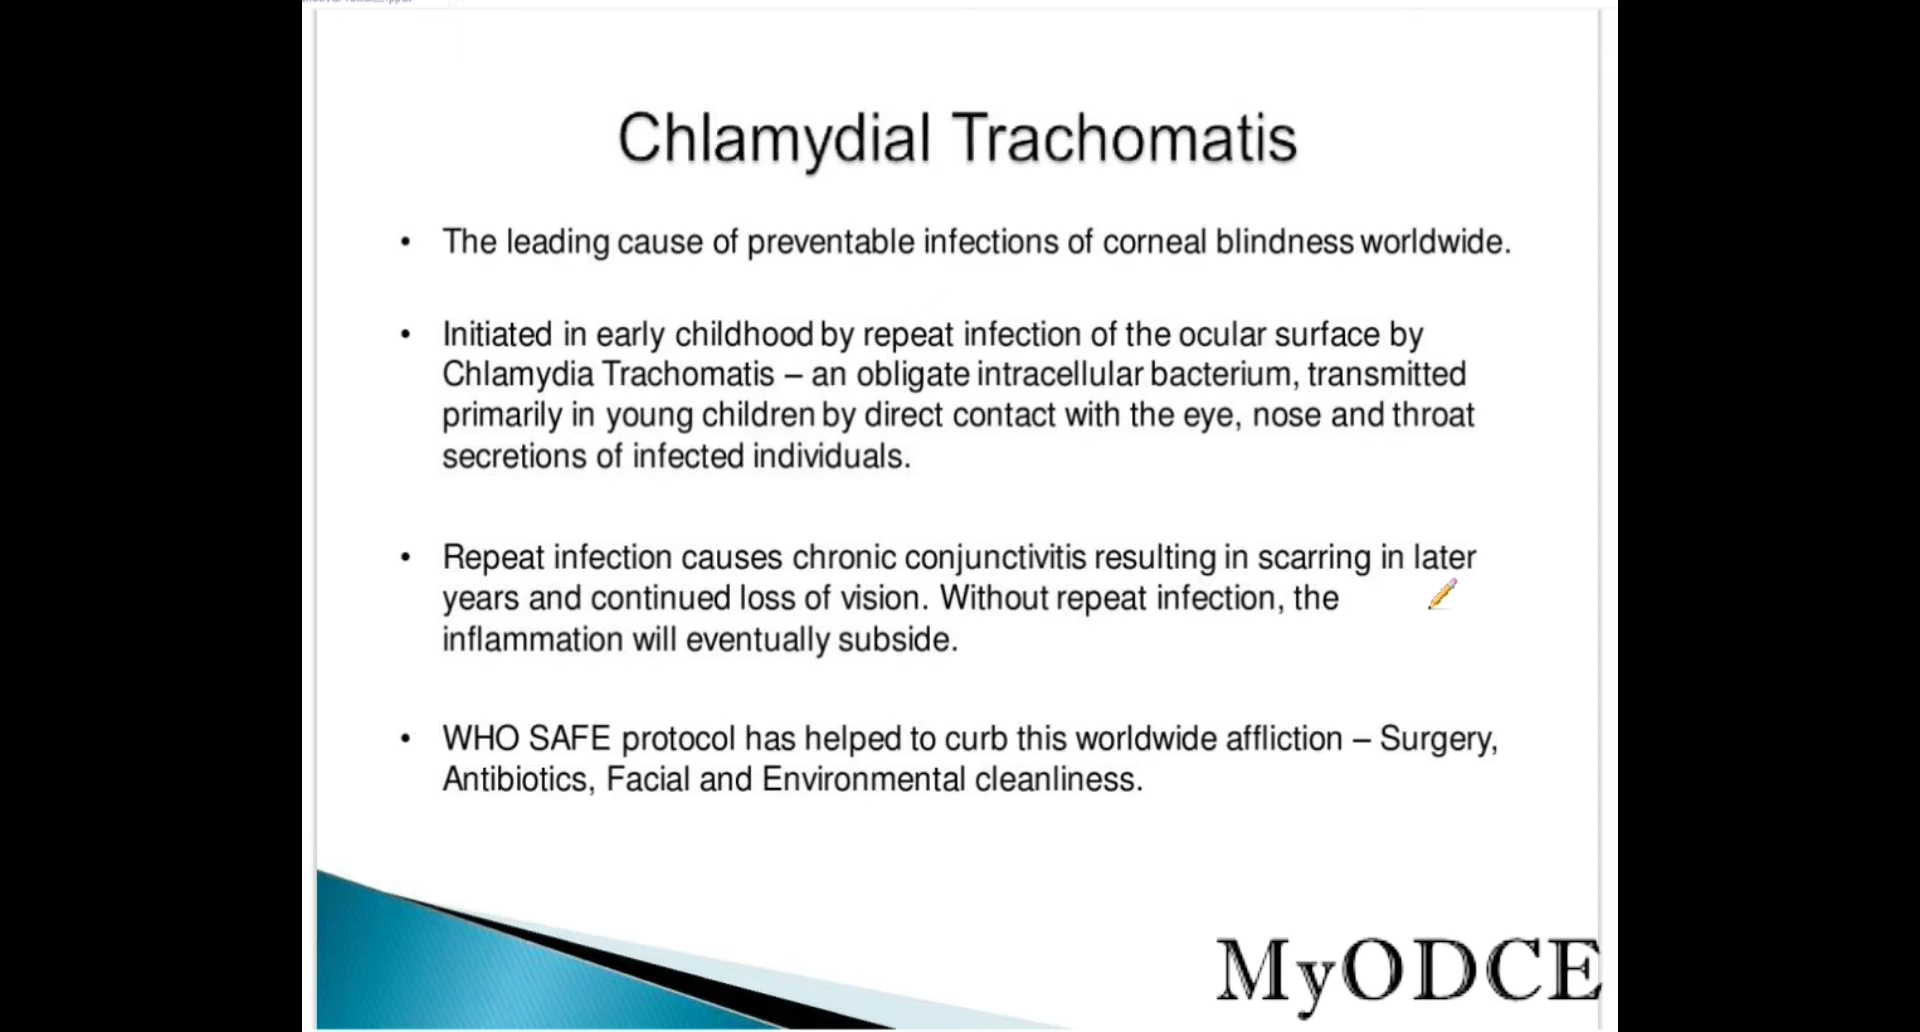 Chlamydial Trachomatis
• The leading cause of preventable infections of corneal blindness worldwide.
• Initiated in early childhood by repeat infection of the ocular surface by
Chlamydia Trachomatis – an obligate intracellular bacterium, transmitted
primarily in young children by direct contact with the eye, nose and throat
secretions of infected individuals.
• Repeat infection causes chronic conjunctivitis resulting in scarring in later
years and continued loss of vision. Without repeat infection, the
inflammation will eventually subside.
• WHO SAFE protocol has helped to curb this worldwide affliction – Surgery,
Antibiotics, Facial and Environmental cleanliness.
MyODCE